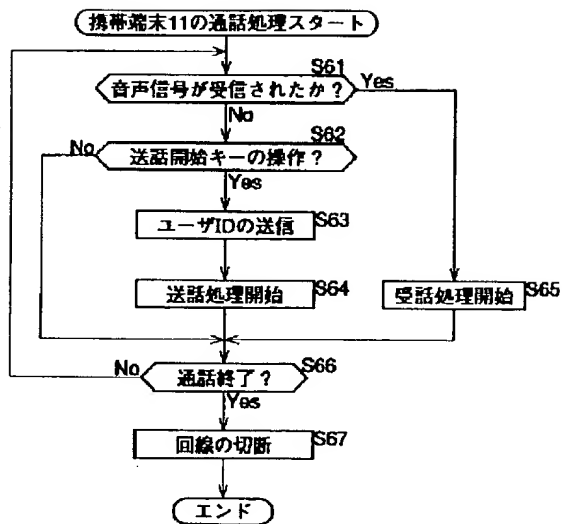 携帯端末11の通話処理スタート
S61
音声信号が受信されたか？
Yes
No
S62
No
送話開始キーの操作？
Yes
ユーザIDの送信
S63
送話処理開始
S64
受話処理開始
S65
No
通話終了？
S66
Yes
回線の切断
S67
エンド